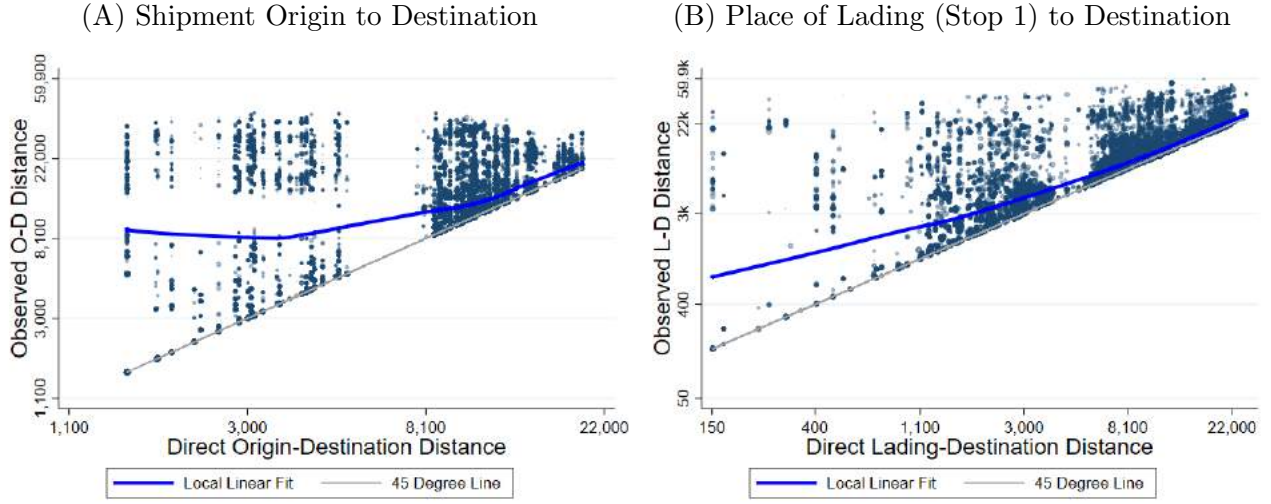 (A) Shipment Origin to Destination
Observed O-D Distance
59,900
22,000
8,100
3,000
1,100
1,100 3,000 8,100 22,000
Direct Origin-Destination Distance
Local Linear Fit 45 Degree Line
(B) Place of Lading (Stop 1) to Destination
Observed L-D Distance
59.9k
22k
3k
400
50
150 400 1,100 3,000 8,100 22,000
Direct Lading-Destination Distance
Local Linear Fit 45 Degree Line